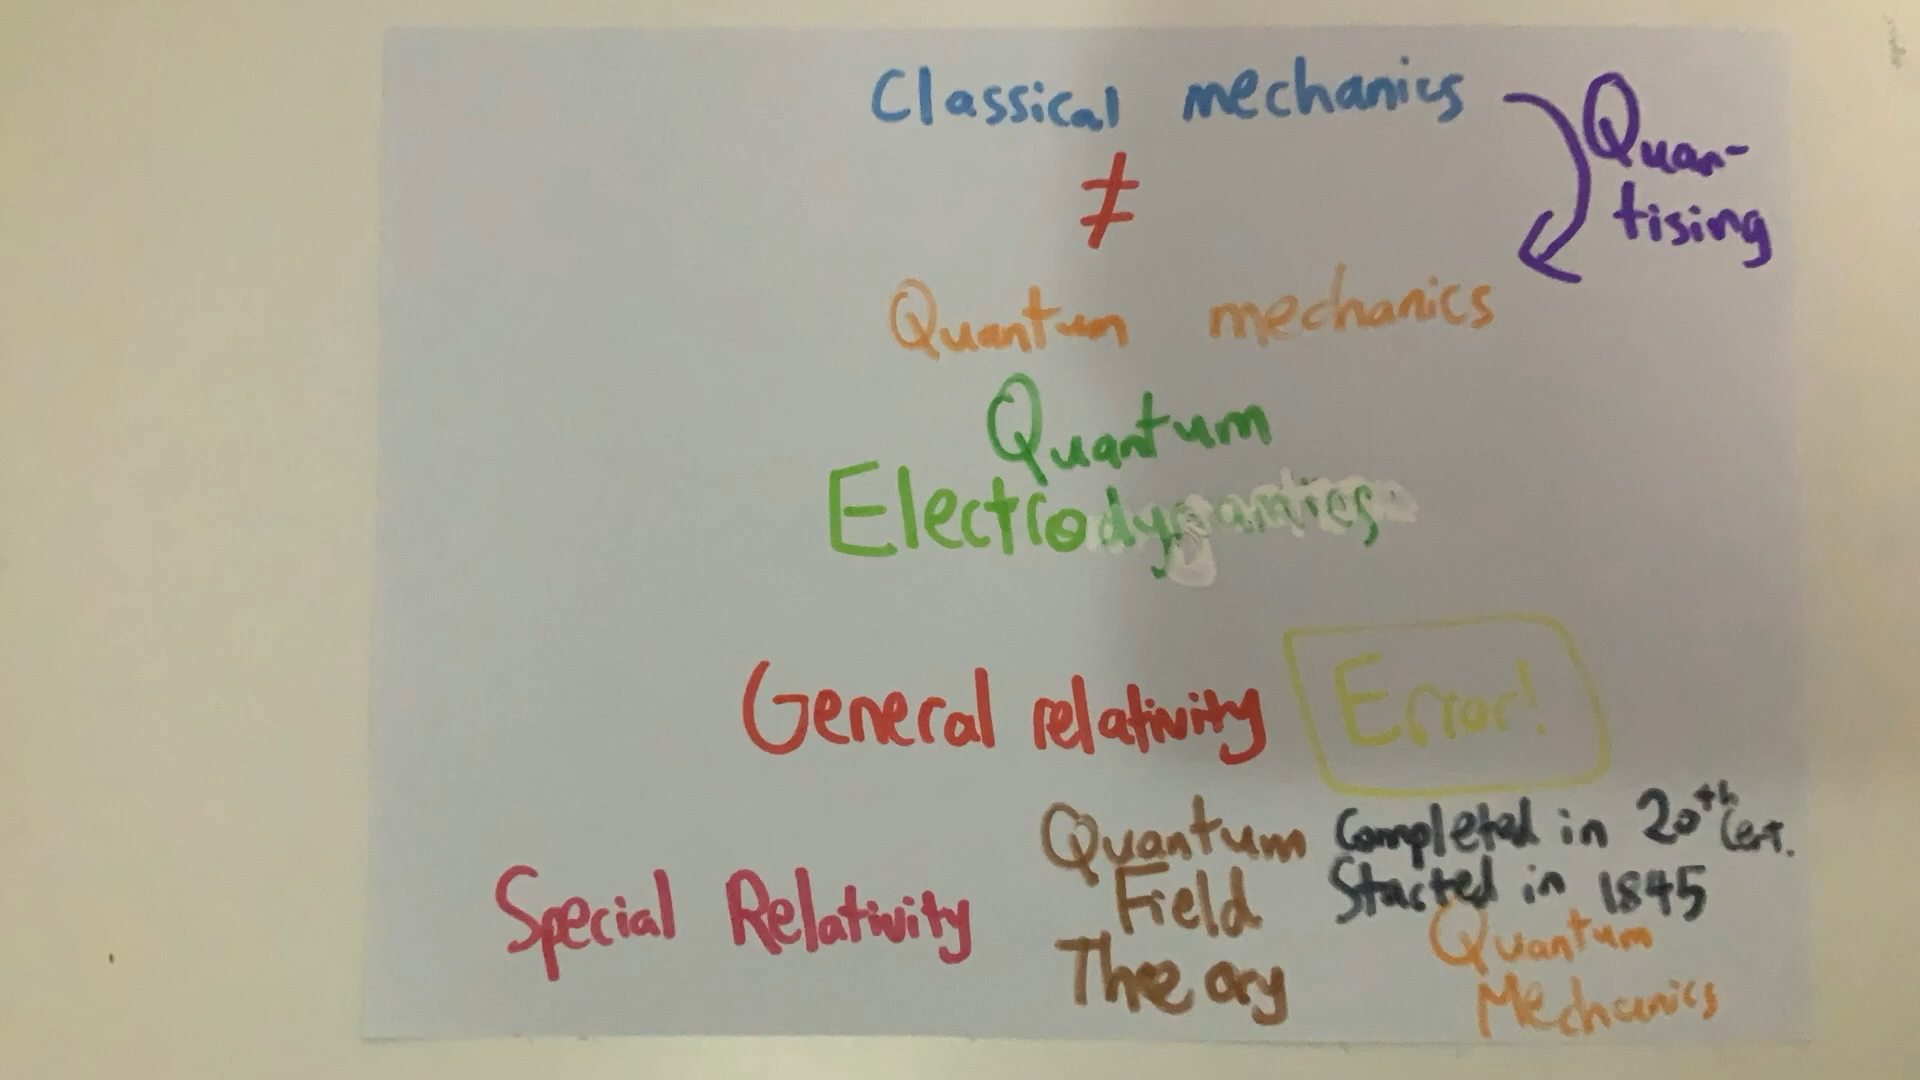 Classical mechanics
Quan-
tising
≠
Quantum mechanics
Quantum
Electrodynamics
General relativity
Error!
Special Relativity
Quantum
Field
Theory
Completed in 20th Cent.
Started in 1845
Quantum
Mechanics